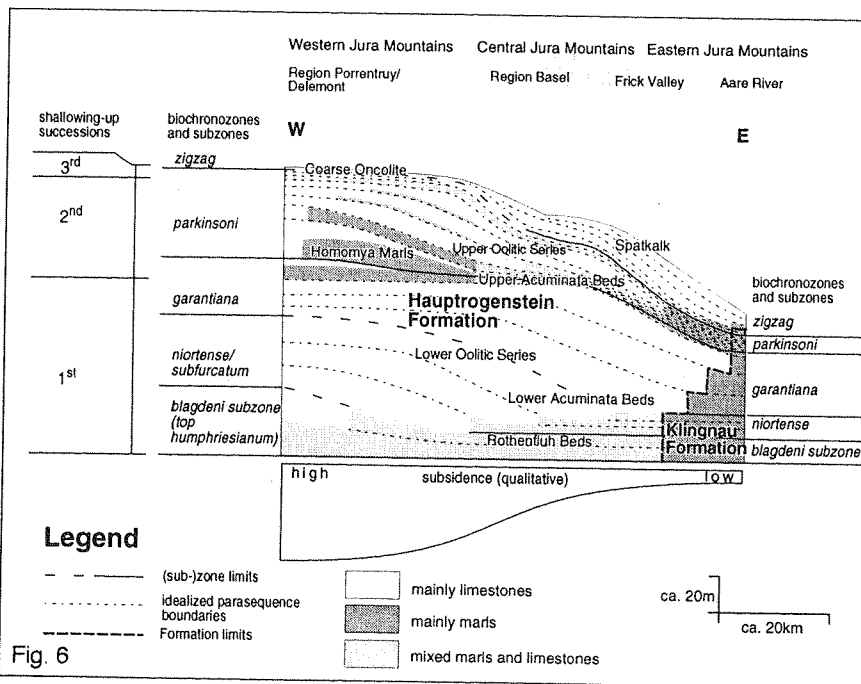 Western Jura Mountains Central Jura Mountains Eastern Jura Mountains
Region Porrentruy/
Delemont
Region Basel
Frick Valley
Aare River
shallowing-up
successions
biochronozones
and subzones
W
E
3rd
zigzag
Coarse Oncolite
2nd
parkinsoni
Upper Oolitic Series
Spatkalk
Homomya Marls
Upper Acuminata Beds
biochronozones
and subzones
zigzag
parkinsoni
garantiana
Hauptrogenstein
Formation
niortense/
subfurcatum
Lower Oolitic Series
1st
Lower Acuminata Beds
garantiana
blagdeni subzone
(top
humphriesianum)
niortense
Rothenfluh Beds
Klingnau
Formation
blagdeni subzone
high
subsidence (qualitative)
low
Legend
(sub-)zone limits
idealized parasequence
boundaries
Formation limits
mainly limestones
mainly marls
mixed marls and limestones
ca. 20m
ca. 20km
Fig. 6